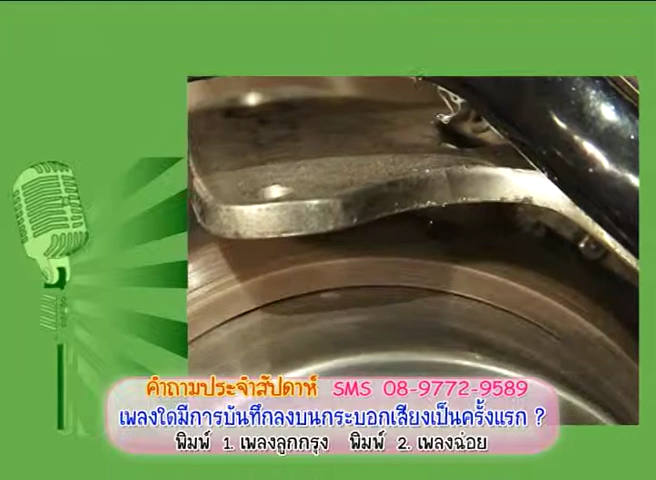 คำถามประจำสัปดาห์ SMS 08-9772-9589
เพลงใดมีการบันทึกลงบนกระบอกเสียงเป็นครั้งแรก ?
พิมพ์ 1. เพลงลูกกรุง พิมพ์ 2. เพลงฉ่อย